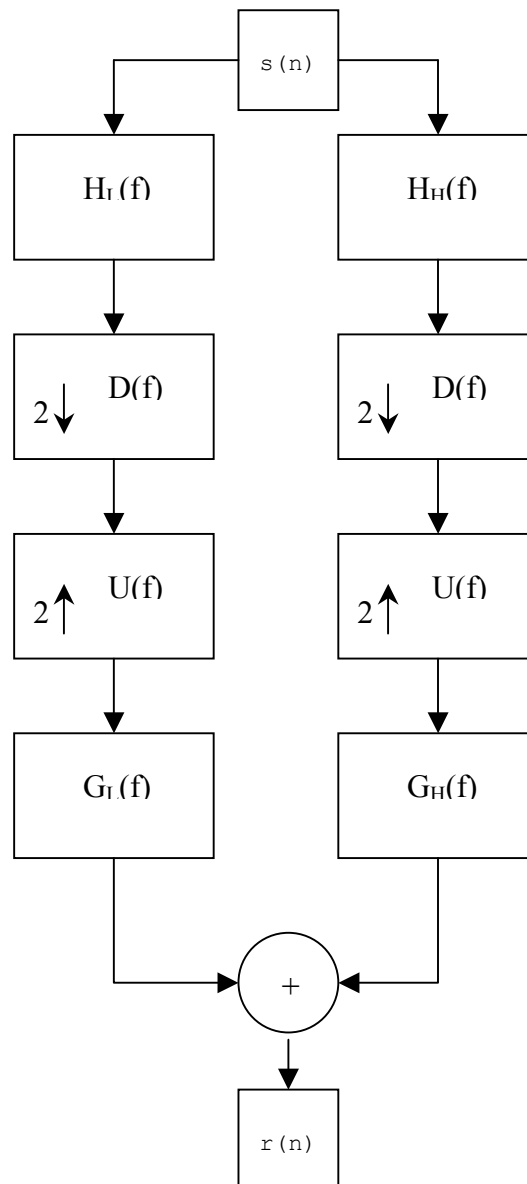 s(n)
H_L(f) H_H(f)
D(f) D(f)
2 2
U(f) U(f)
2 2
G_L(f) G_H(f)
+
r(n)